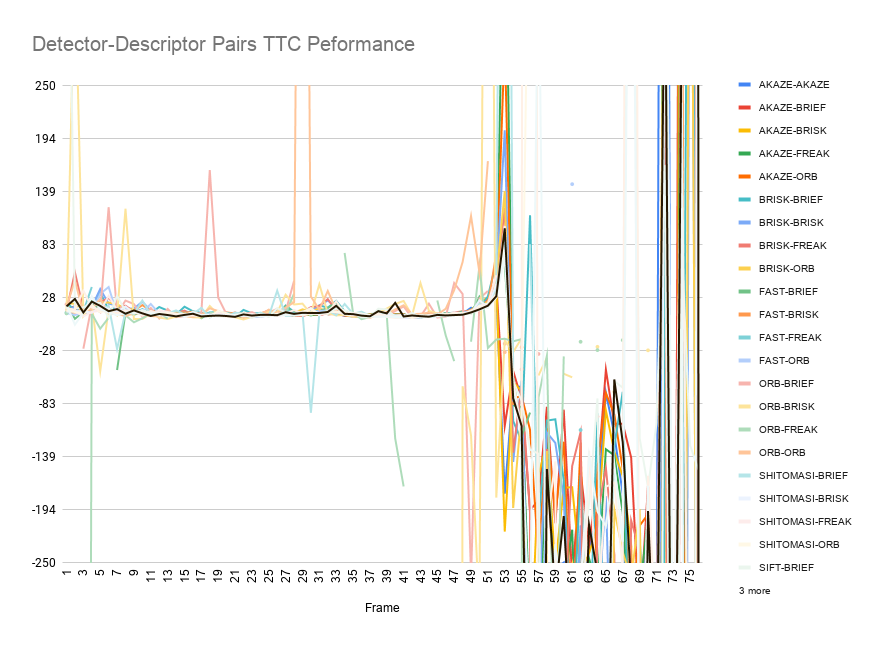 Detector-Descriptor Pairs TTC Peformance
250
194
139
83
28
-28
-83
-139
-194
-250
1 3 5 7 9 11 13 15 17 19 21 23 25 27 29 31 33 35 37 39 41 43 45 47 49 51 53 55 57 59 61 63 65 67 69 71 73 75
Frame
AKAZE-AKAZE
AKAZE-BRIEF
AKAZE-BRISK
AKAZE-FREAK
AKAZE-ORB
BRISK-BRIEF
BRISK-BRISK
BRISK-FREAK
BRISK-ORB
FAST-BRIEF
FAST-BRISK
FAST-FREAK
FAST-ORB
ORB-BRIEF
ORB-BRISK
ORB-FREAK
ORB-ORB
SHITOMASI-BRIEF
SHITOMASI-BRISK
SHITOMASI-FREAK
SHITOMASI-ORB
SIFT-BRIEF
3 more